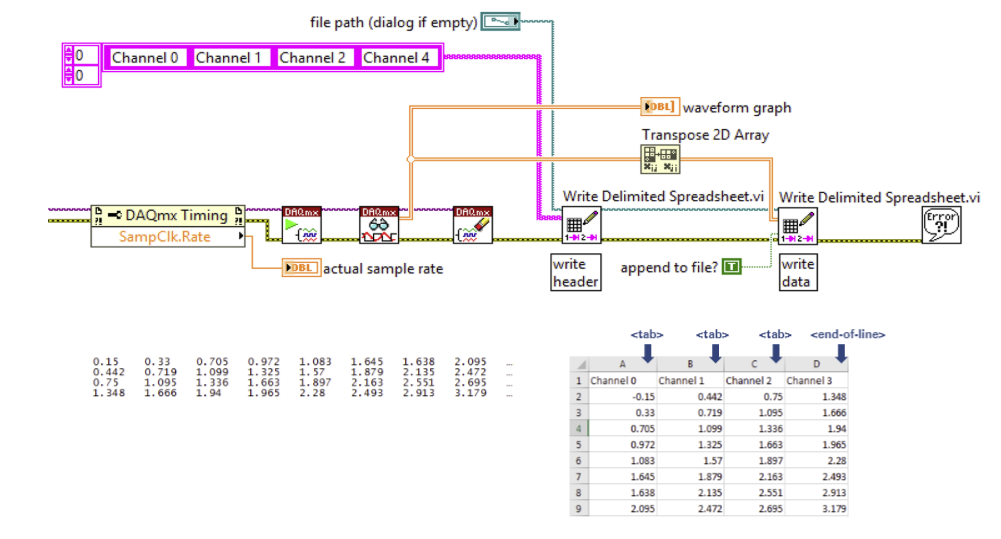 file path (dialog if empty)
0 Channel 0 Channel 1 Channel 2 Channel 4
0
DBL] waveform graph
Transpose 2D Array
Write Delimited Spreadsheet.vi Write Delimited Spreadsheet.vi
DAQmx Timing DAQmx DAQmx DAQmx Error
?!
SampClk.Rate
DBL actual sample rate
write header
append to file? T
write data
<tab> <tab> <tab> <end-of-line>
0.15 0.33 0.705 0.972 1.083 1.645 1.638 2.095 ...
0.442 0.719 1.099 1.325 1.57 1.879 2.135 2.472 ...
0.75 1.095 1.336 1.663 1.897 2.163 2.551 2.695 ...
1.348 1.666 1.94 1.965 2.28 2.493 2.913 3.179 ...
A B C D
1 Channel 0 Channel 1 Channel 2 Channel 3
2 -0.15 0.442 0.75 1.348
3 0.33 0.719 1.095 1.666
4 0.705 1.099 1.336 1.94
5 0.972 1.325 1.663 1.965
6 1.083 1.57 1.897 2.28
7 1.645 1.879 2.163 2.493
8 1.638 2.135 2.551 2.913
9 2.095 2.472 2.695 3.179